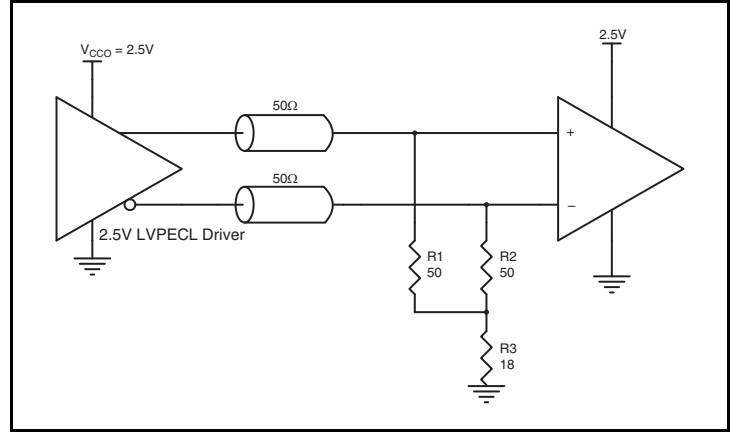 V_CCO = 2.5V
2.5V
50Ω
+
50Ω
−
2.5V LVPECL Driver
R1
50
R2
50
R3
18